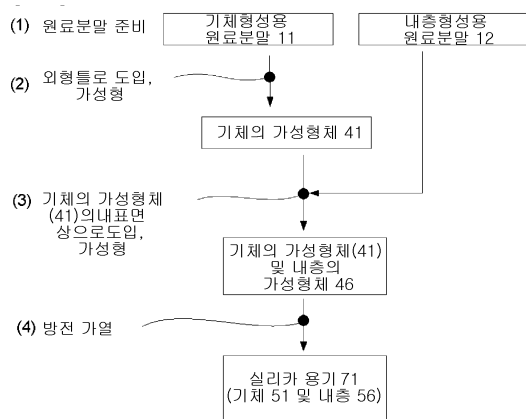 (1) 원료분말 준비
기체형성용
원료분말 11
내층형성용
원료분말 12
(2) 외형틀로 도입,
가성형
기체의 가성형체 41
(3) 기체의 가성형체
(41)의내표면
상으로도입,
가성형
기체의 가성형체(41)
및 내층의
가성형체 46
(4) 방전 가열
실리카 용기 71
(기체 51 및 내층 56)